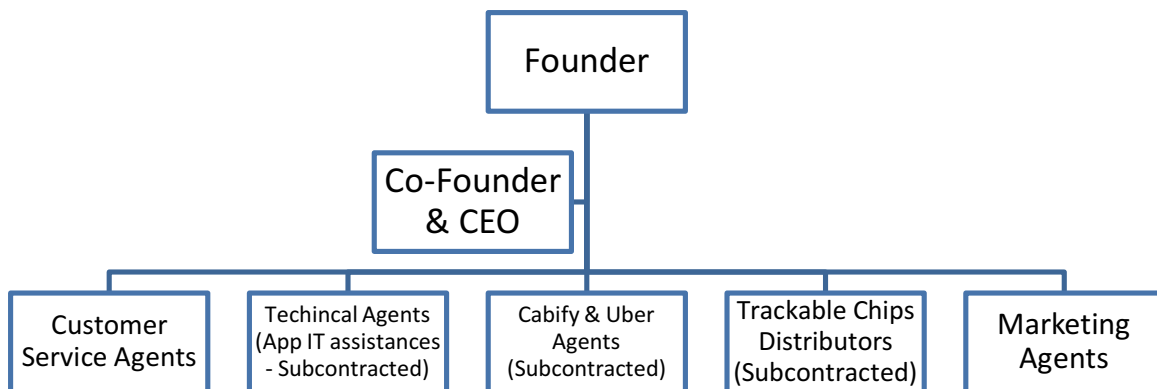 Founder
Co-Founder
& CEO
Customer
Service Agents
Techincal Agents
(App IT assistances
- Subcontracted)
Cabify & Uber
Agents
(Subcontracted)
Trackable Chips
Distributors
(Subcontracted)
Marketing
Agents